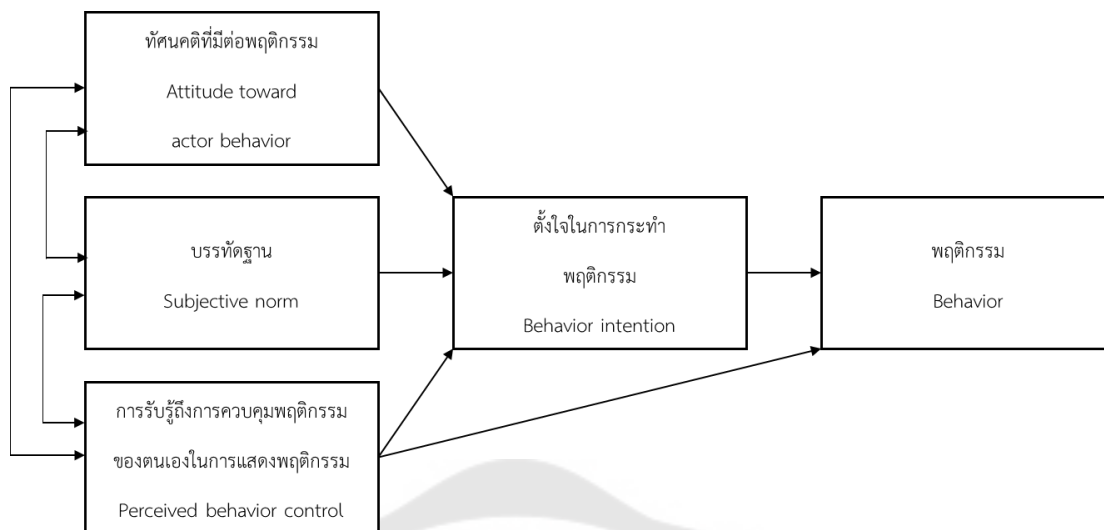 ทัศนคติที่มีต่อพฤติกรรม
Attitude toward
actor behavior
บรรทัดฐาน
Subjective norm
การรับรู้ถึงการควบคุมพฤติกรรม
ของตนเองในการแสดงพฤติกรรม
Perceived behavior control
ตั้งใจในการกระทำ
พฤติกรรม
Behavior intention
พฤติกรรม
Behavior